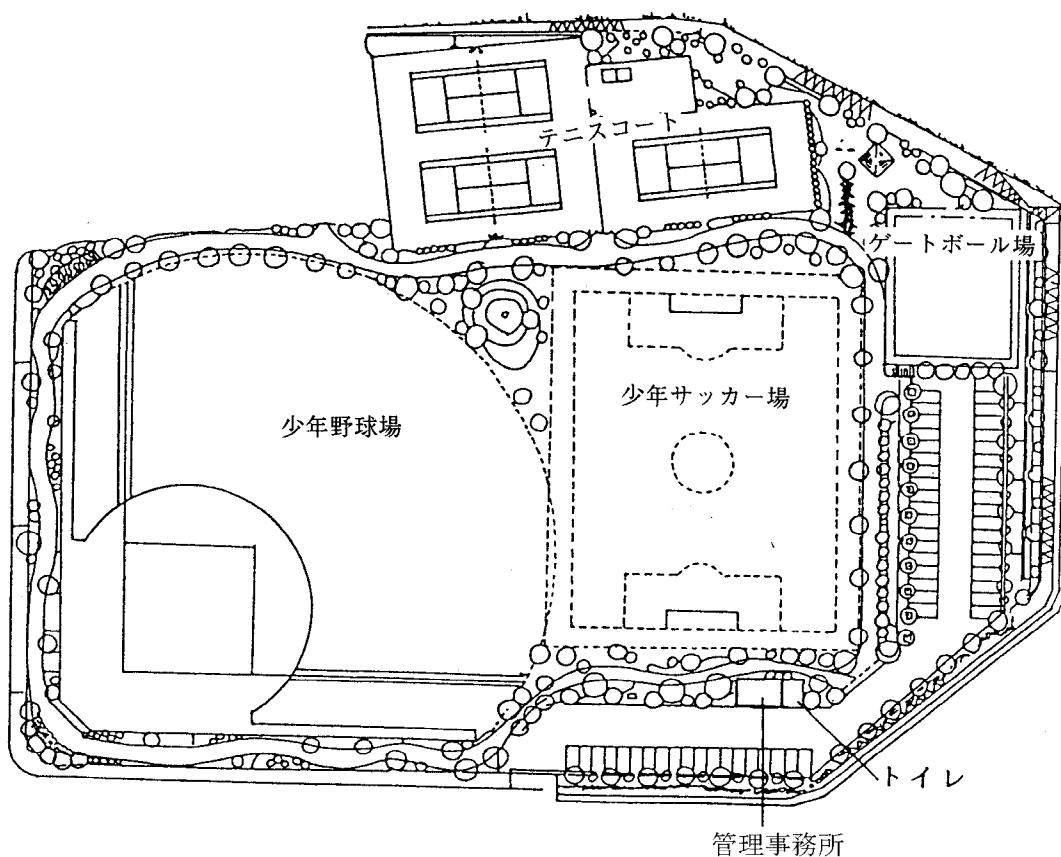 テニスコート
ゲートボール場
少年サッカー場
少年野球場
トイレ
管理事務所